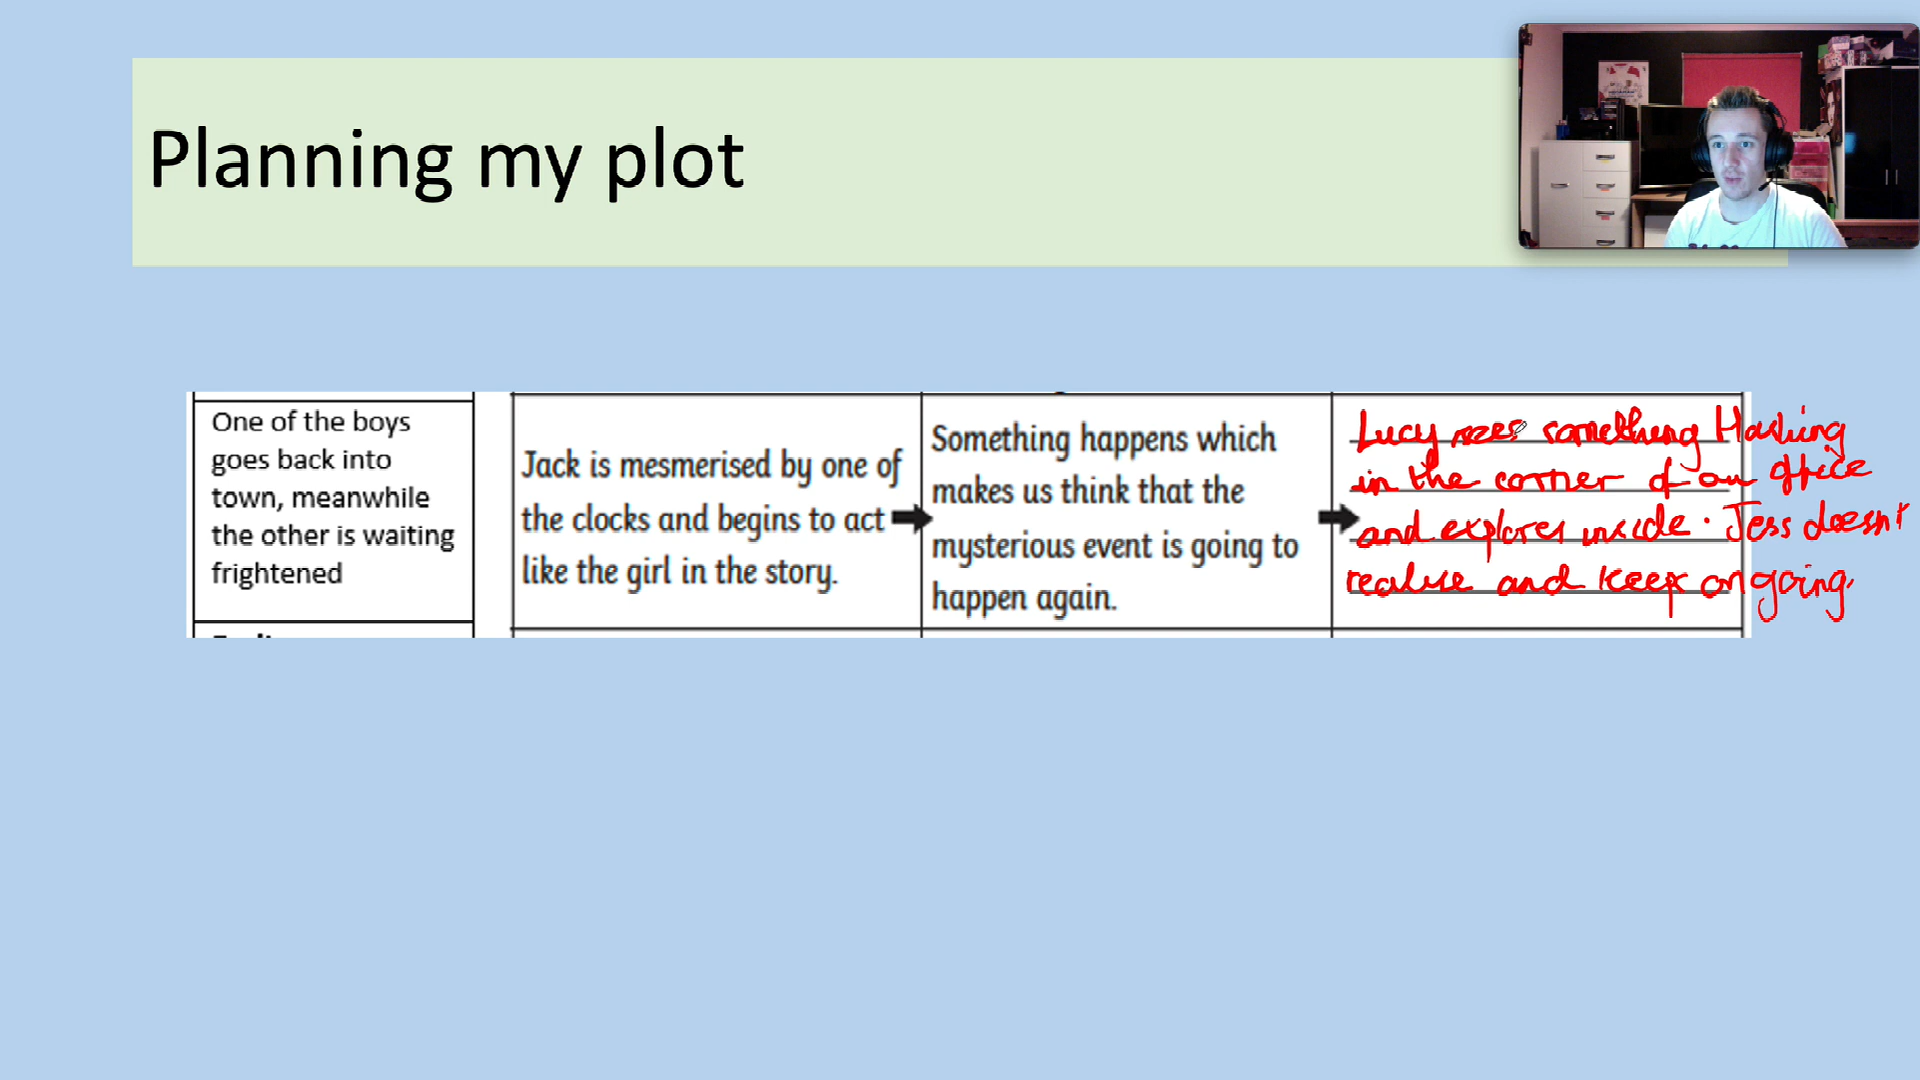 Planning my plot
One of the boys
goes back into
town, meanwhile
the other is waiting
frightened
Jack is mesmerised by one of
the clocks and begins to act
like the girl in the story.
Something happens which
makes us think that the
mysterious event is going to
happen again.
Lucy sees something flashing
in the corner of an office
and explores inside. Jess doesn't
realise and keep on going.